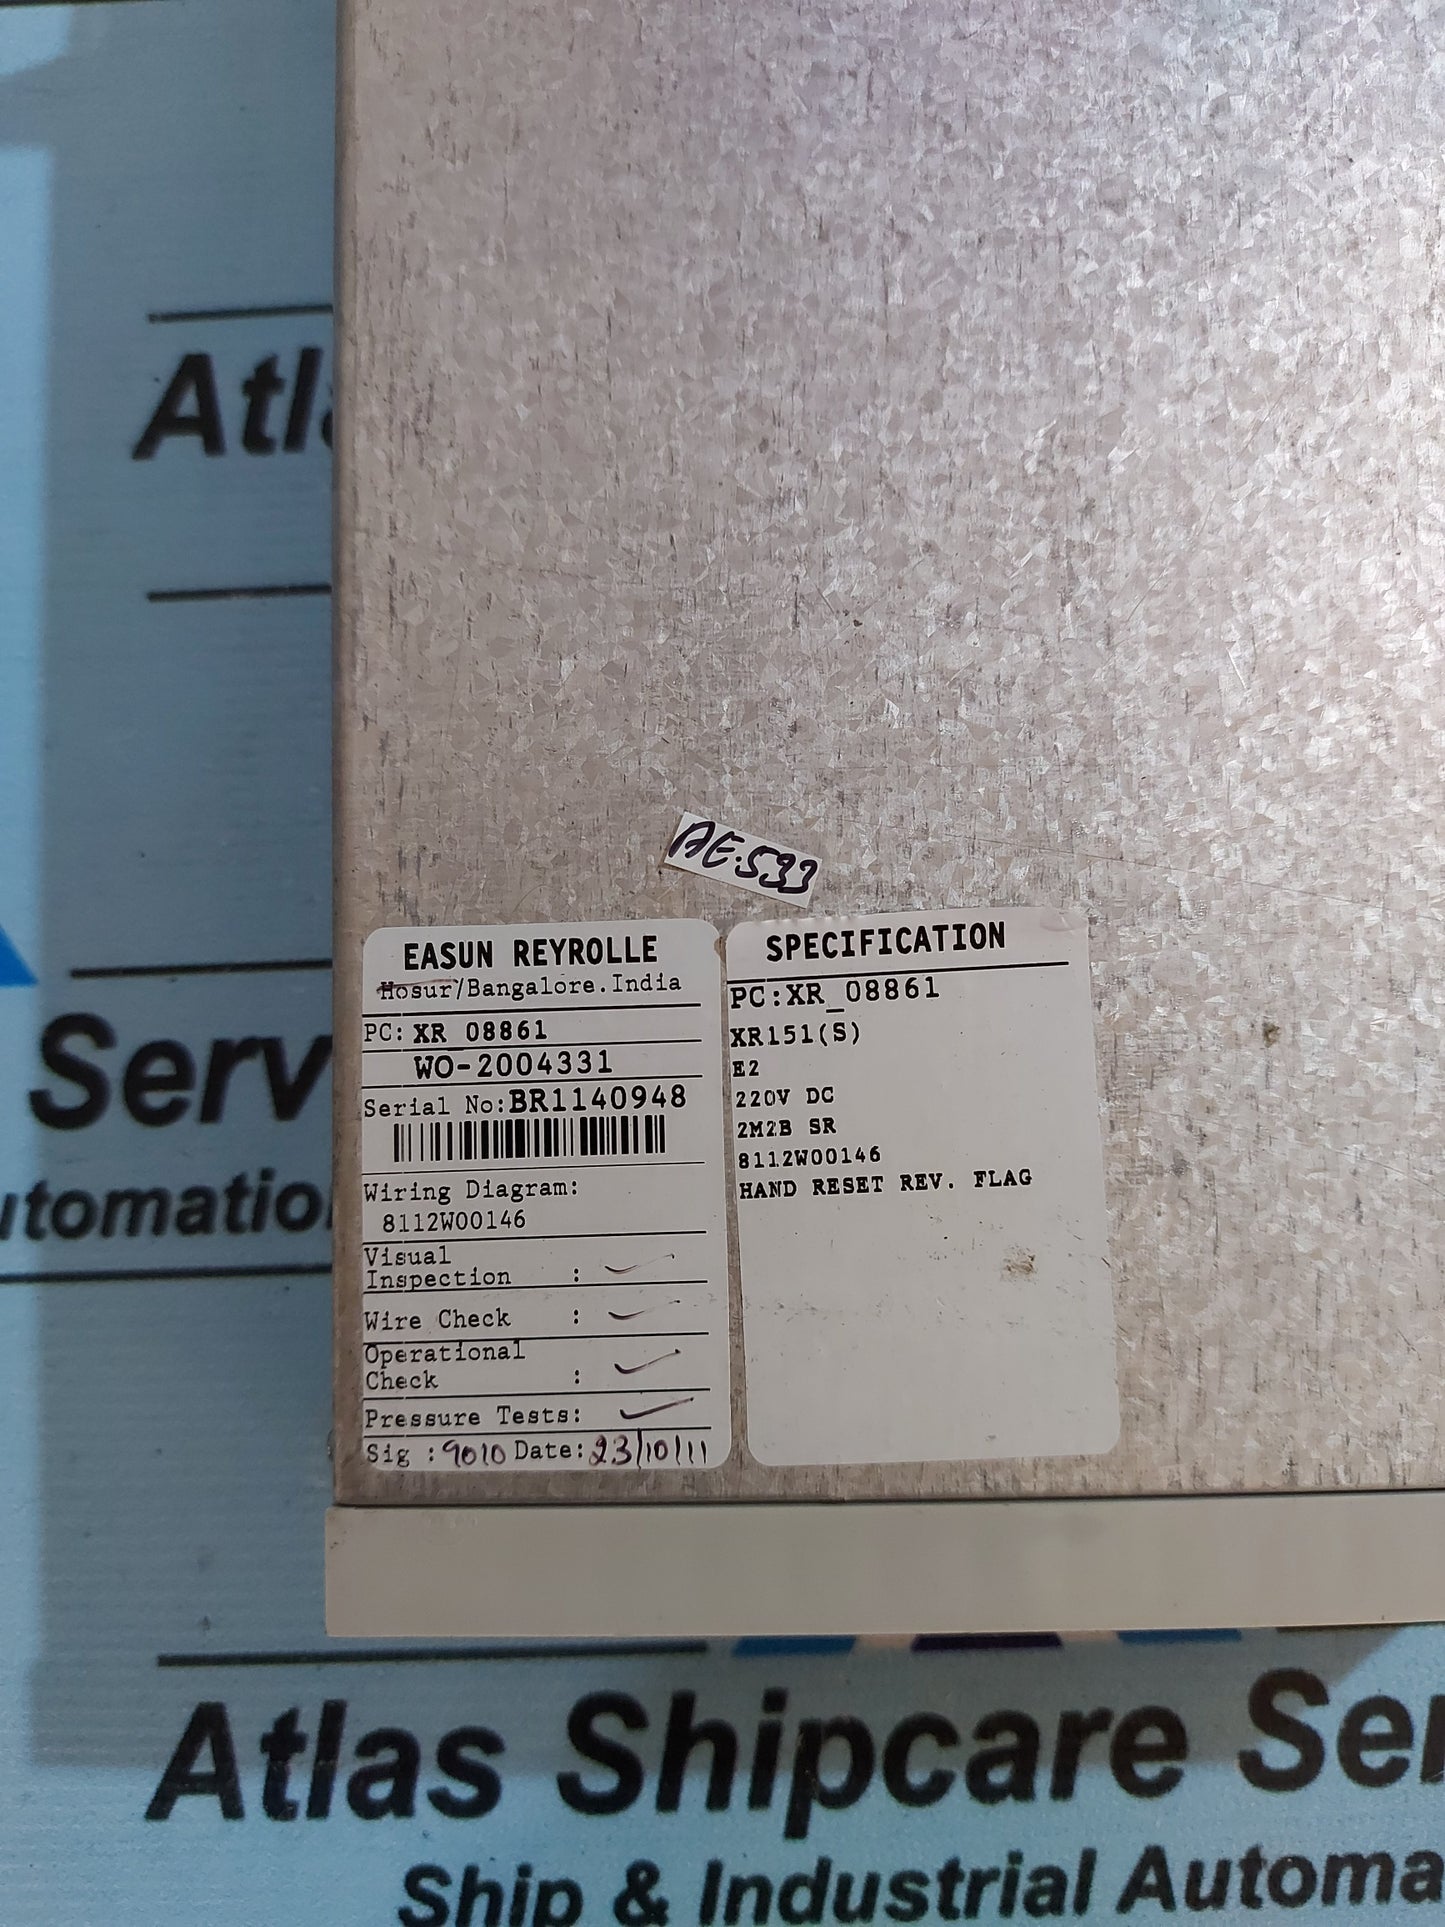 Atl
Serv
utomatio
AE-533
EASUN REYROLLE
Hosur/Bangalore.India
PC: XR 08861
WO-2004331
Serial No:BR1140948
Wiring Diagram:
8112W00146
Visual
Inspection :
Wire Check :
Operational
Check :
Pressure Tests:
Sig :9010 Date:23/10/11
SPECIFICATION
PC:XR_08861
XR151(S)
E2
220V DC
2M2B SR
8112W00146
HAND RESET REV. FLAG
Atlas Shipcare Ser
Ship & Industrial Automa